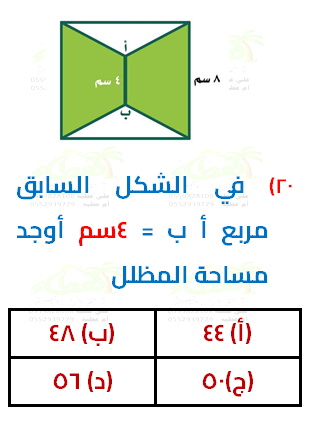 أ
٤ سم
٨ سم
ب
٢٠) في الشكل السابق
مربع أ ب = ٤سم أوجد
مساحة المظلل
(أ) ٤٤
(ب) ٤٨
(ج) ٥٠
(د) ٥٦